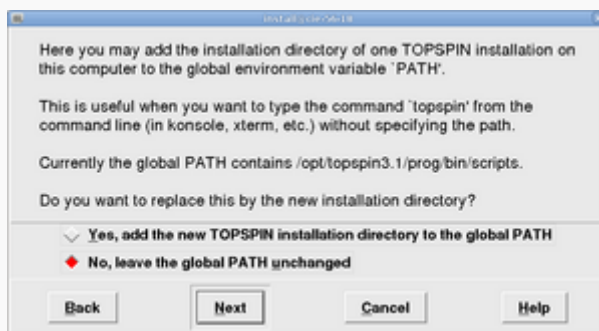 Here you may add the installation directory of one TOPSPIN installation on
this computer to the global environment variable `PATH'.
This is useful when you want to type the command `topspin' from the
command line (in konsole, xterm, etc.) without specifying the path.
Currently the global PATH contains /opt/topspin3.1/prog/bin/scripts.
Do you want to replace this by the new installation directory?
Yes, add the new TOPSPIN installation directory to the global PATH
No, leave the global PATH unchanged
Back Next Cancel Help